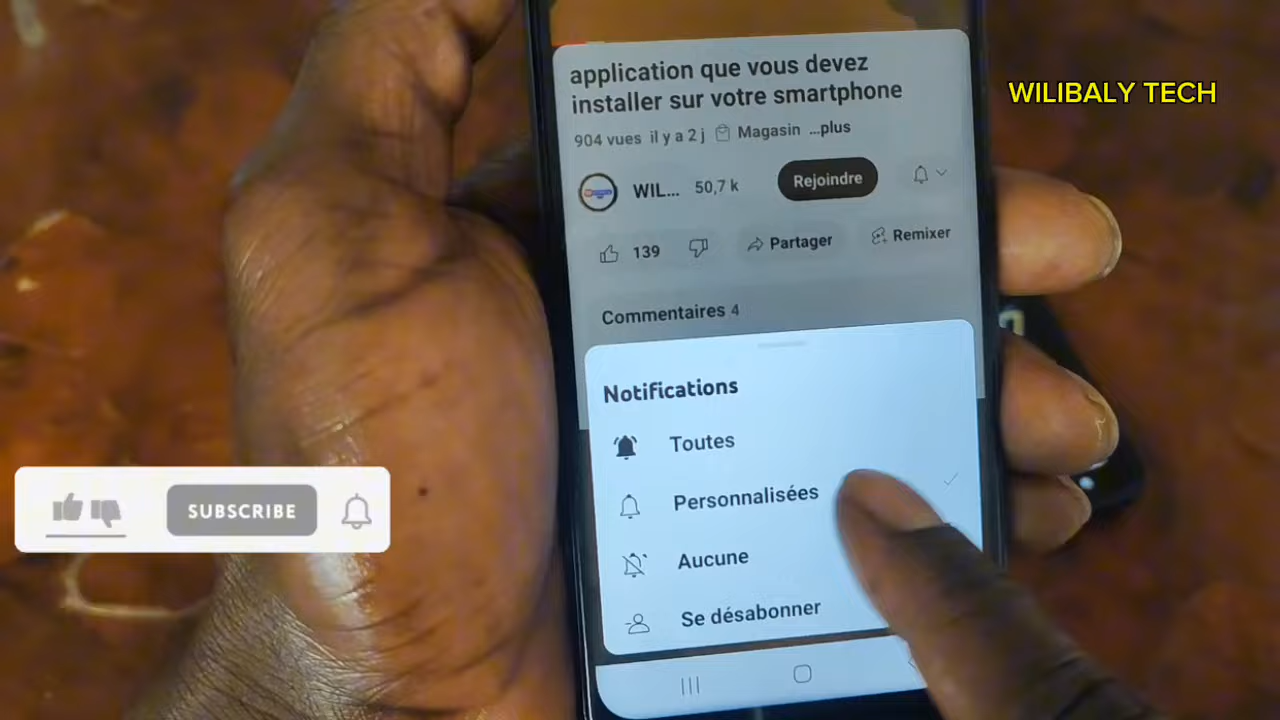 application que vous devez
installer sur votre smartphone
904 vues il y a 2 j Magasin ...plus
WIL... 50,7 k Rejoindre
139 Partager Remixer
Commentaires 4
Notifications
Toutes
Personnalisées
Aucune
Se désabonner
WILIBALY TECH
SUBSCRIBE